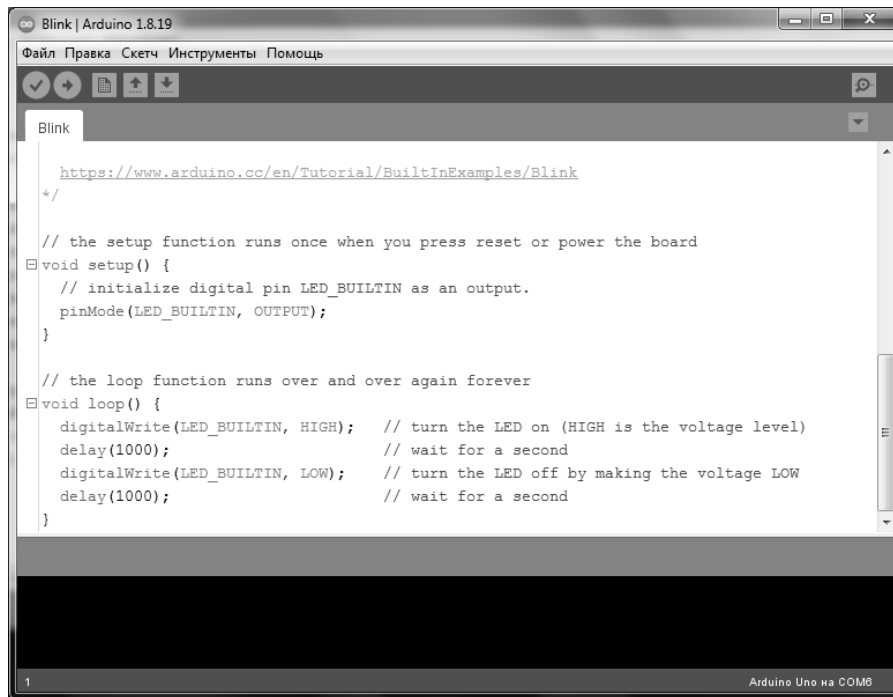 Blink | Arduino 1.8.19
Файл Правка Скетч Инструменты Помощь
Blink
https://www.arduino.cc/en/Tutorial/BuiltInExamples/Blink
*/
// the setup function runs once when you press reset or power the board
void setup() {
// initialize digital pin LED_BUILTIN as an output.
pinMode(LED_BUILTIN, OUTPUT);
}
// the loop function runs over and over again forever
void loop() {
digitalWrite(LED_BUILTIN, HIGH); // turn the LED on (HIGH is the voltage level)
delay(1000); // wait for a second
digitalWrite(LED_BUILTIN, LOW); // turn the LED off by making the voltage LOW
delay(1000); // wait for a second
}
1 Arduino Uno на COM6